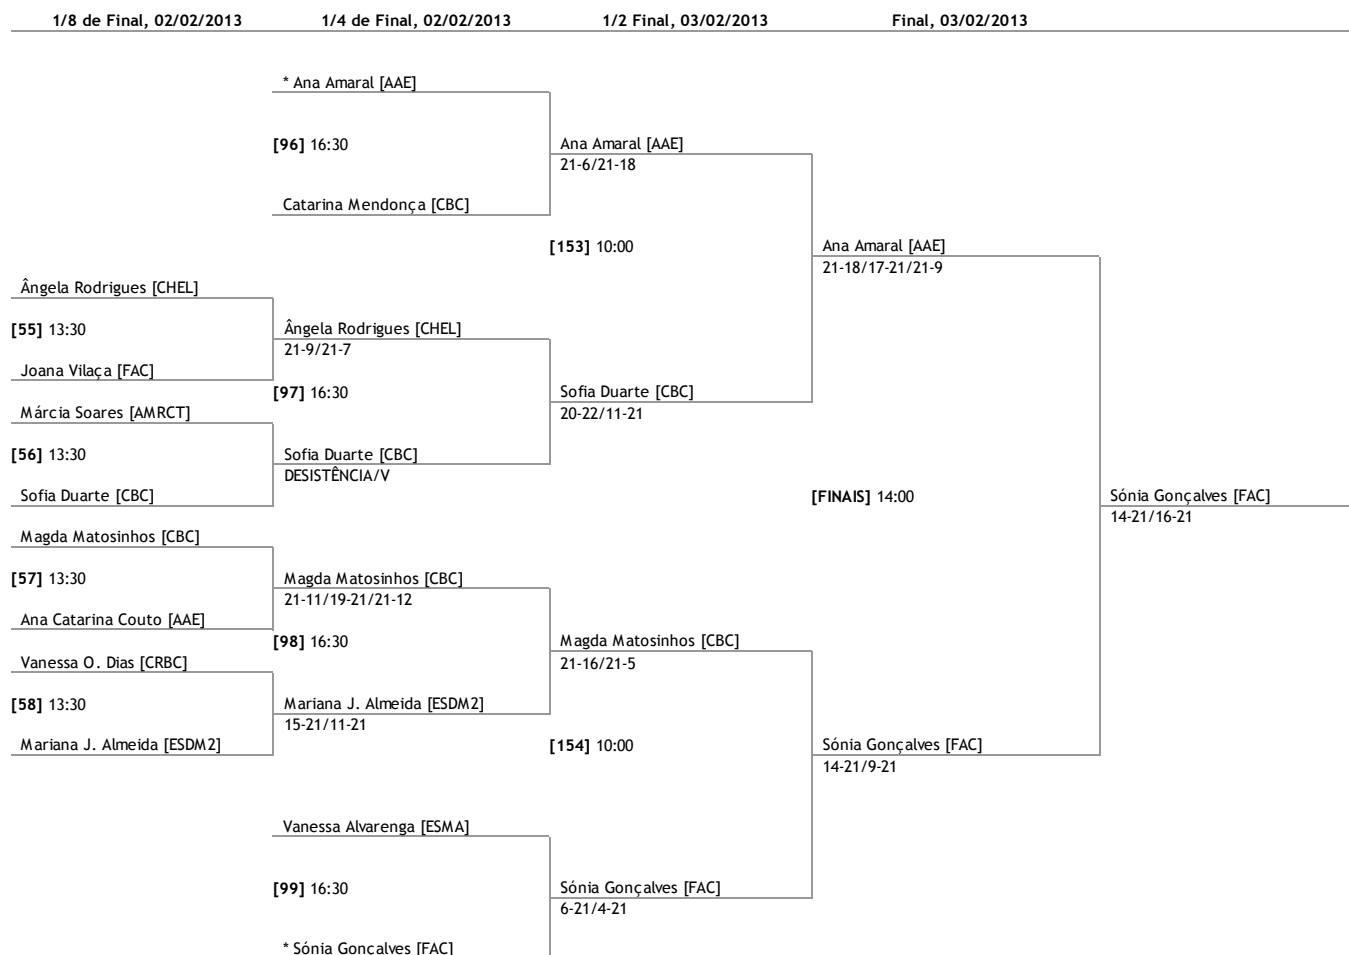 1/8 de Final, 02/02/2013 1/4 de Final, 02/02/2013 1/2 Final, 03/02/2013 Final, 03/02/2013
* Ana Amaral [AAE]
[96] 16:30 Ana Amaral [AAE]
21-6/21-18
Catarina Mendonça [CBC]
[153] 10:00 Ana Amaral [AAE]
21-18/17-21/21-9
Ângela Rodrigues [CHEL]
[55] 13:30 Ângela Rodrigues [CHEL]
21-9/21-7
Joana Vilaça [FAC]
[97] 16:30 Sofia Duarte [CBC]
20-22/11-21
Márcia Soares [AMRCT]
[56] 13:30 Sofia Duarte [CBC]
DESISTÊNCIA/V
Sofia Duarte [CBC] [FINAIS] 14:00 Sónia Gonçalves [FAC]
14-21/16-21
Magda Matosinhos [CBC]
[57] 13:30 Magda Matosinhos [CBC]
21-11/19-21/21-12
Ana Catarina Couto [AAE]
[98] 16:30 Magda Matosinhos [CBC]
21-16/21-5
Vanessa O. Dias [CRBC]
[58] 13:30 Mariana J. Almeida [ESDM2]
15-21/11-21
Mariana J. Almeida [ESDM2] [154] 10:00 Sónia Gonçalves [FAC]
14-21/9-21
Vanessa Alvarenga [ESMA]
[99] 16:30 Sónia Gonçalves [FAC]
6-21/4-21
* Sónia Gonçalves [FAC]